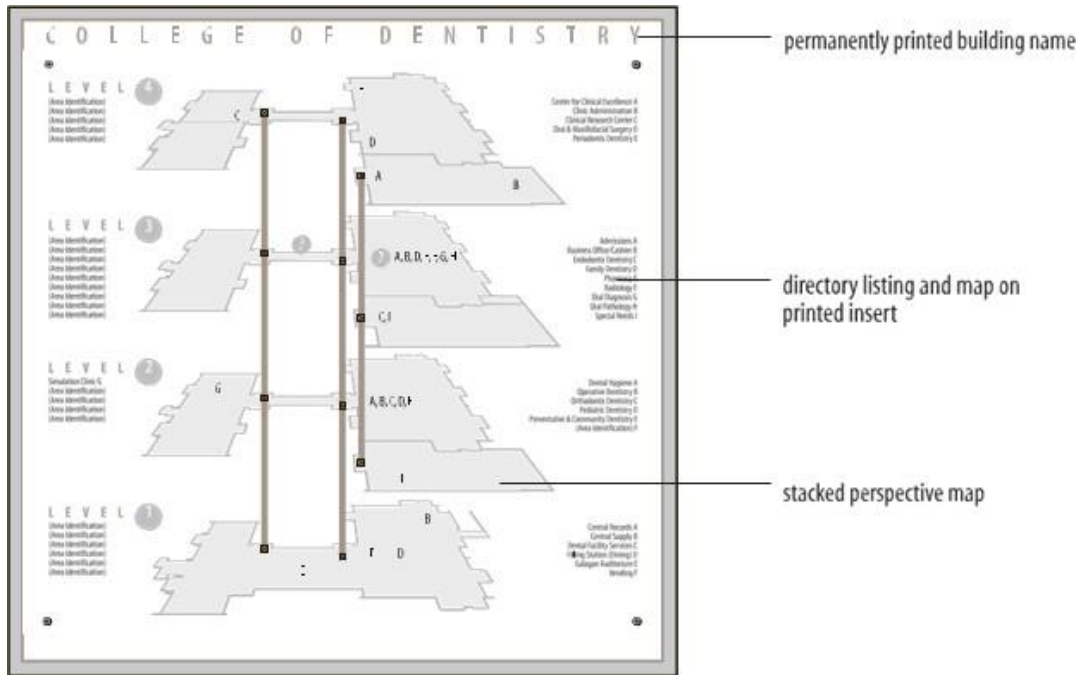 COLLEGE OF DENTISTRY
permanently printed building name
LEVEL 4
(Area Identification)
(Area Identification)
(Area Identification)
(Area Identification)
(Area Identification)
C
D
A
B
Center for Clinical Excellence A
Clinic Administration B
Clinical Research Center C
Oral & Maxillofacial Surgery D
Periodontic Dentistry E
LEVEL 3
(Area Identification)
(Area Identification)
(Area Identification)
(Area Identification)
(Area Identification)
(Area Identification)
(Area Identification)
(Area Identification)
(Area Identification)
A, B, D,
G,
C,
Admissions A
Business Office/Cashier B
Endodontic Dentistry C
Family Dentistry D
Radiology F
Oral Diagnosis G
Oral Pathology H
Special Needs I
directory listing and map on
printed insert
LEVEL 2
Simulation Clinic G
(Area Identification)
(Area Identification)
(Area Identification)
(Area Identification)
(Area Identification)
G
A, B, C, D,
Dental Hygiene A
Operative Dentistry B
Orthodontic Dentistry C
Pediatric Dentistry D
Preventative & Community Dentistry E
(Area Identification) F
stacked perspective map
LEVEL 1
(Area Identification)
(Area Identification)
(Area Identification)
(Area Identification)
(Area Identification)
(Area Identification)
B
D
Central Records A
Central Supply B
Dental Facility Services C
Station (Dining) D
Galagan Auditorium E
Vending F